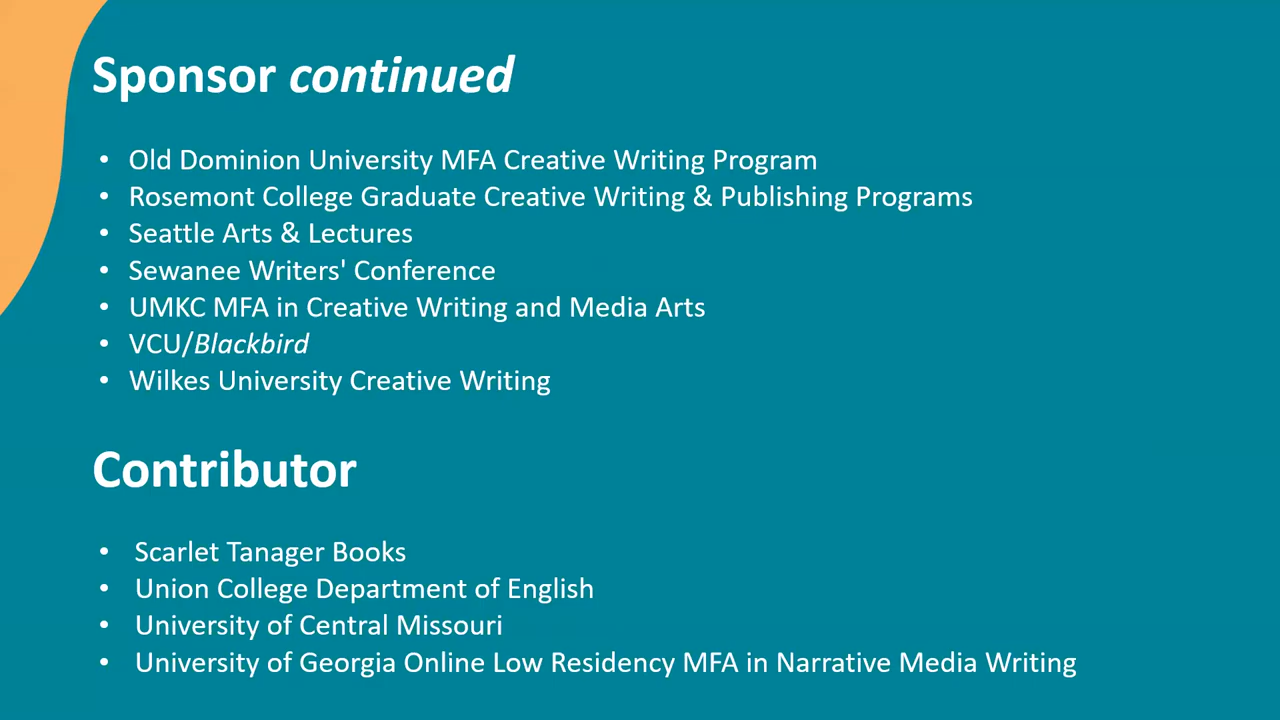 Sponsor continued
• Old Dominion University MFA Creative Writing Program
• Rosemont College Graduate Creative Writing & Publishing Programs
• Seattle Arts & Lectures
• Sewanee Writers' Conference
• UMKC MFA in Creative Writing and Media Arts
• VCU/Blackbird
• Wilkes University Creative Writing
Contributor
• Scarlet Tanager Books
• Union College Department of English
• University of Central Missouri
• University of Georgia Online Low Residency MFA in Narrative Media Writing